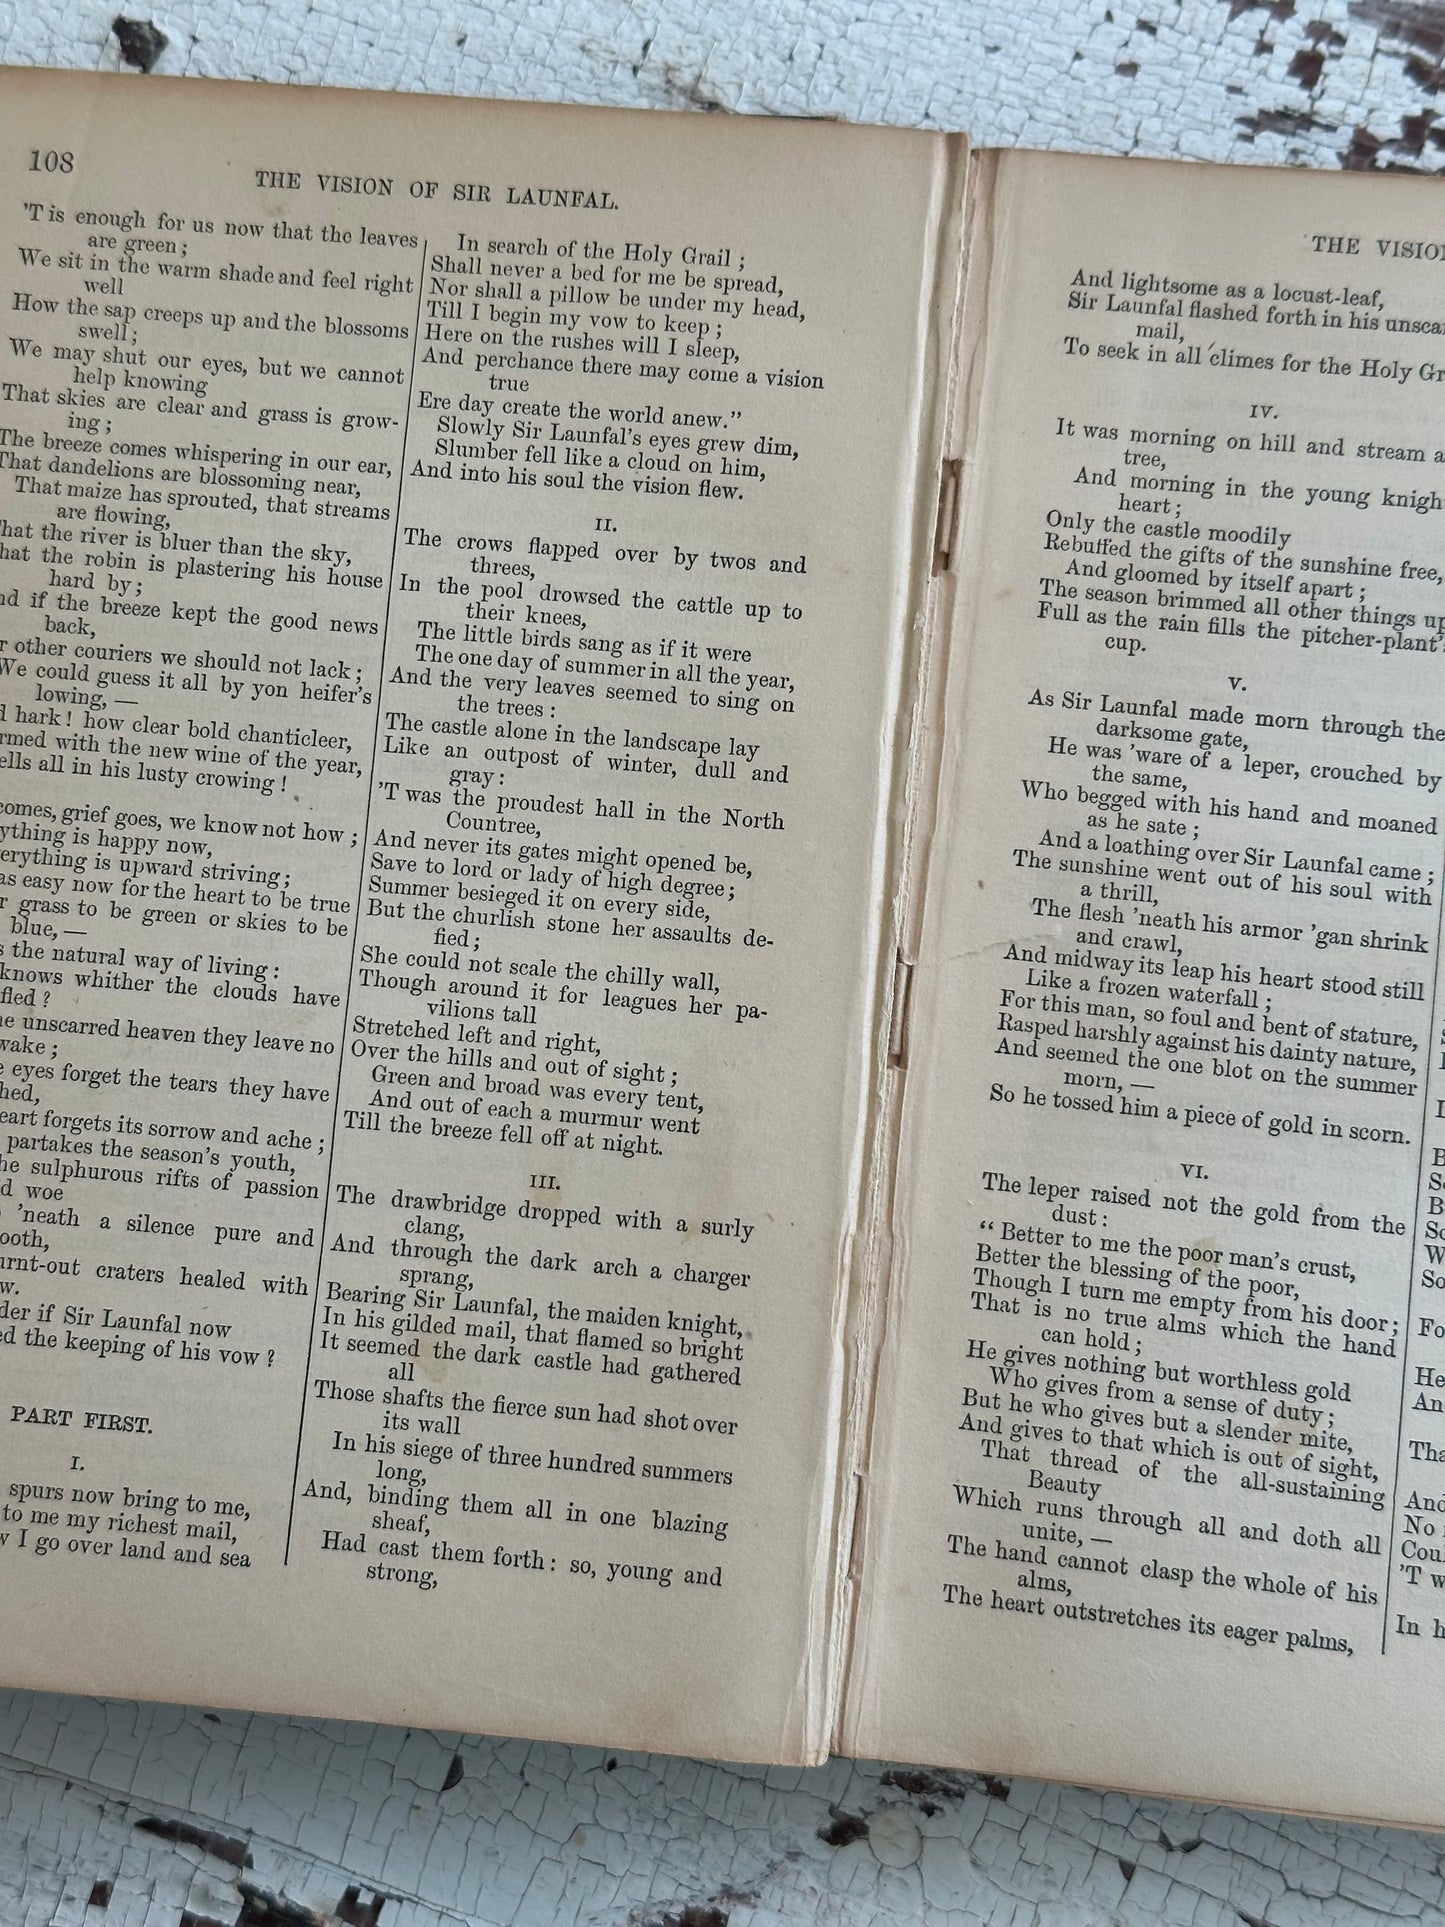 108
THE VISION OF SIR LAUNFAL.
'T is enough for us now that the leaves
are green;
We sit in the warm shade and feel right
well
How the sap creeps up and the blossoms
swell;
We may shut our eyes, but we cannot
help knowing
That skies are clear and grass is grow-
ing;
The breeze comes whispering in our ear,
That dandelions are blossoming near,
That maize has sprouted, that streams
are flowing,
the river is bluer than the sky,
the robin is plastering his house
hard by;
if the breeze kept the good news
back,
other couriers we should not lack;
We could guess it all by yon heifer's
lowing, —
hark! how clear bold chanticleer,
with the new wine of the year,
all in his lusty crowing!
comes, grief goes, we know not how;
is happy now,
is upward striving;
easy now for the heart to be true
grass to be green or skies to be
blue, —
the natural way of living:
knows whither the clouds have
fled?
unscarred heaven they leave no
wake;
eyes forget the tears they have
forgets its sorrow and ache;
partakes the season's youth,
sulphurous rifts of passion
woe
'neath a silence pure and
craters healed with
if Sir Launfal now
the keeping of his vow?
PART FIRST.
I.
spurs now bring to me,
to me my richest mail,
I go over land and sea
In search of the Holy Grail;
Shall never a bed for me be spread,
Nor shall a pillow be under my head,
Till I begin my vow to keep;
Here on the rushes will I sleep,
And perchance there may come a vision
true
Ere day create the world anew."
Slowly Sir Launfal's eyes grew dim,
Slumber fell like a cloud on him,
And into his soul the vision flew.
II.
The crows flapped over by twos and
threes,
In the pool drowsed the cattle up to
their knees,
The little birds sang as if it were
The one day of summer in all the year,
And the very leaves seemed to sing on
the trees:
The castle alone in the landscape lay
Like an outpost of winter, dull and
gray:
'T was the proudest hall in the North
Countree,
And never its gates might opened be,
Save to lord or lady of high degree;
Summer besieged it on every side,
But the churlish stone her assaults de-
fied;
She could not scale the chilly wall,
Though around it for leagues her pa-
vilions tall
Stretched left and right,
Over the hills and out of sight;
Green and broad was every tent,
And out of each a murmur went
Till the breeze fell off at night.
III.
The drawbridge dropped with a surly
clang,
And through the dark arch a charger
sprang,
Bearing Sir Launfal, the maiden knight,
In his gilded mail, that flamed so bright
It seemed the dark castle had gathered
all
Those shafts the fierce sun had shot over
its wall
In his siege of three hundred summers
long,
And, binding them all in one blazing
sheaf,
Had cast them forth: so, young and
strong,
THE
And lightsome as a locust-leaf,
Sir Launfal flashed forth in his
mail,
To seek in all climes for the Holy
IV.
It was morning on hill and stream
tree,
And morning in the young
heart;
Only the castle moodily
Rebuffed the gifts of the sunshine free,
And gloomed by itself apart;
The season brimmed all other things up
Full as the rain fills the pitcher-plant's
cup.
V.
As Sir Launfal made morn through the
darksome gate,
He was 'ware of a leper, crouched by
the same,
Who begged with his hand and moaned
as he sate;
And a loathing over Sir Launfal came;
The sunshine went out of his soul with
a thrill,
The flesh 'neath his armor 'gan shrink
and crawl,
And midway its leap his heart stood still
Like a frozen waterfall;
For this man, so foul and bent of stature,
Rasped harshly against his dainty nature,
And seemed the one blot on the summer
morn, —
So he tossed him a piece of gold in scorn.
VI.
The leper raised not the gold from the
dust:
"Better to me the poor man's crust,
Better the blessing of the poor,
Though I turn me empty from his door;
That is no true alms which the hand
can hold;
He gives nothing but worthless gold
Who gives from a sense of duty;
But he who gives but a slender mite,
And gives to that which is out of sight,
That thread of the all-sustaining
Beauty
Which runs through all and doth all
unite, —
The hand cannot clasp the whole of his
alms,
The heart outstretches its eager palms,